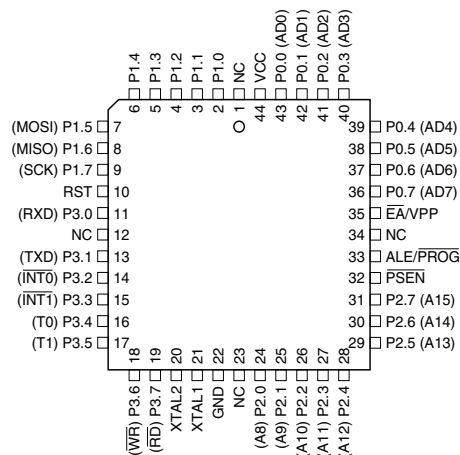 P1.4
P1.3
P1.2
P1.1
P1.0
NC
VCC
P0.0 (AD0)
P0.1 (AD1)
P0.2 (AD2)
P0.3 (AD3)
6
5
4
3
2
1
44
43
42
41
40
(MOSI) P1.5 7
(MISO) P1.6 8
(SCK) P1.7 9
RST 10
(RXD) P3.0 11
NC 12
(TXD) P3.1 13
(INT0) P3.2 14
(INT1) P3.3 15
(T0) P3.4 16
(T1) P3.5 17
39 P0.4 (AD4)
38 P0.5 (AD5)
37 P0.6 (AD6)
36 P0.7 (AD7)
35 EA/VPP
34 NC
33 ALE/PROG
32 PSEN
31 P2.7 (A15)
30 P2.6 (A14)
29 P2.5 (A13)
18
19
20
21
22
23
24
25
26
27
28
(WR) P3.6
(RD) P3.7
XTAL2
XTAL1
GND
NC
(A8) P2.0
(A9) P2.1
(A10) P2.2
(A11) P2.3
(A12) P2.4